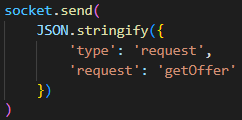 socket.send(
    JSON.stringify({
        'type': 'request',
        'request': 'getOffer'
    })
)